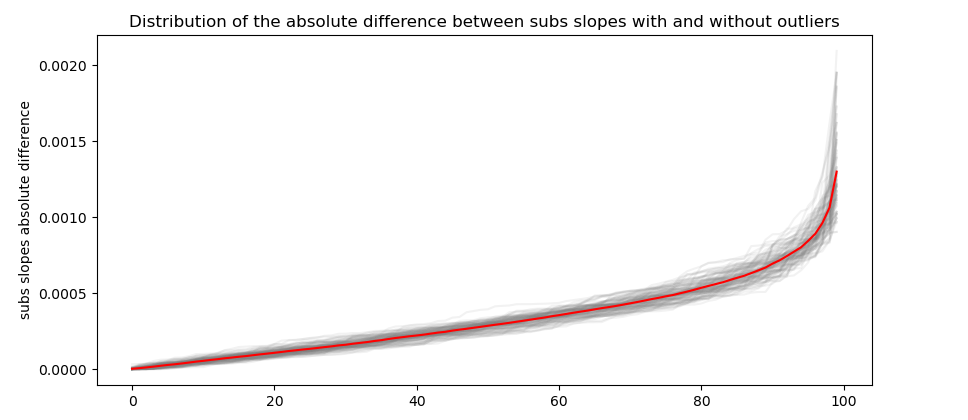 Distribution of the absolute difference between subs slopes with and without outliers
subs slopes absolute difference
0.0020
0.0015
0.0010
0.0005
0.0000
0 20 40 60 80 100